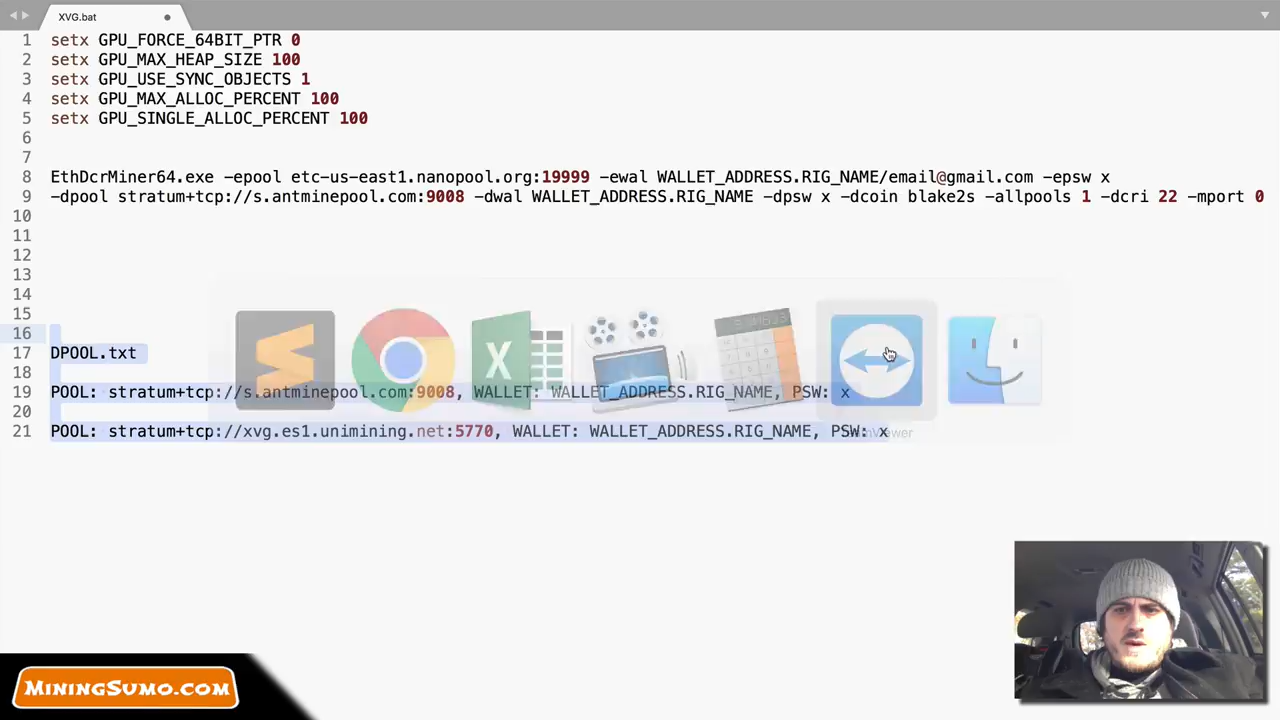 XVG.bat
1 setx GPU_FORCE_64BIT_PTR 0
2 setx GPU_MAX_HEAP_SIZE 100
3 setx GPU_USE_SYNC_OBJECTS 1
4 setx GPU_MAX_ALLOC_PERCENT 100
5 setx GPU_SINGLE_ALLOC_PERCENT 100
6
7
8 EthDcrMiner64.exe -epool etc-us-east1.nanopool.org:19999 -ewal WALLET_ADDRESS.RIG_NAME/email@gmail.com -epsw x
9 -dpool stratum+tcp://s.antminepool.com:9008 -dwal WALLET_ADDRESS.RIG_NAME -dpsw x -dcoin blake2s -allpools 1 -dcri 22 -mport 0
10
11
12
13
14
15
16
17 DPOOL.txt
18
19 POOL: stratum+tcp://s.antminepool.com:9008, WALLET: WALLET_ADDRESS.RIG_NAME, PSW: x
20
21 POOL: stratum+tcp://xvg.es1.unimining.net:5770, WALLET: WALLET_ADDRESS.RIG_NAME, PSW: x
MiningSumo.com